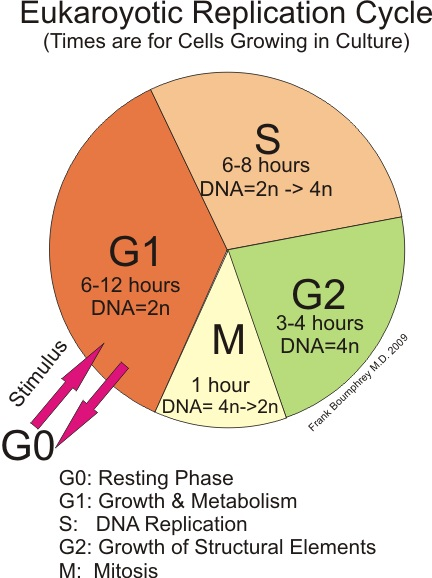 Eukaroyotic Replication Cycle
(Times are for Cells Growing in Culture)
S
6-8 hours
DNA=2n -> 4n
G1
6-12 hours
DNA=2n
G2
3-4 hours
DNA=4n
M
1 hour
DNA= 4n->2n
Stimulus
G0
Frank Boumphrey M.D. 2009
G0: Resting Phase
G1: Growth & Metabolism
S: DNA Replication
G2: Growth of Structural Elements
M: Mitosis